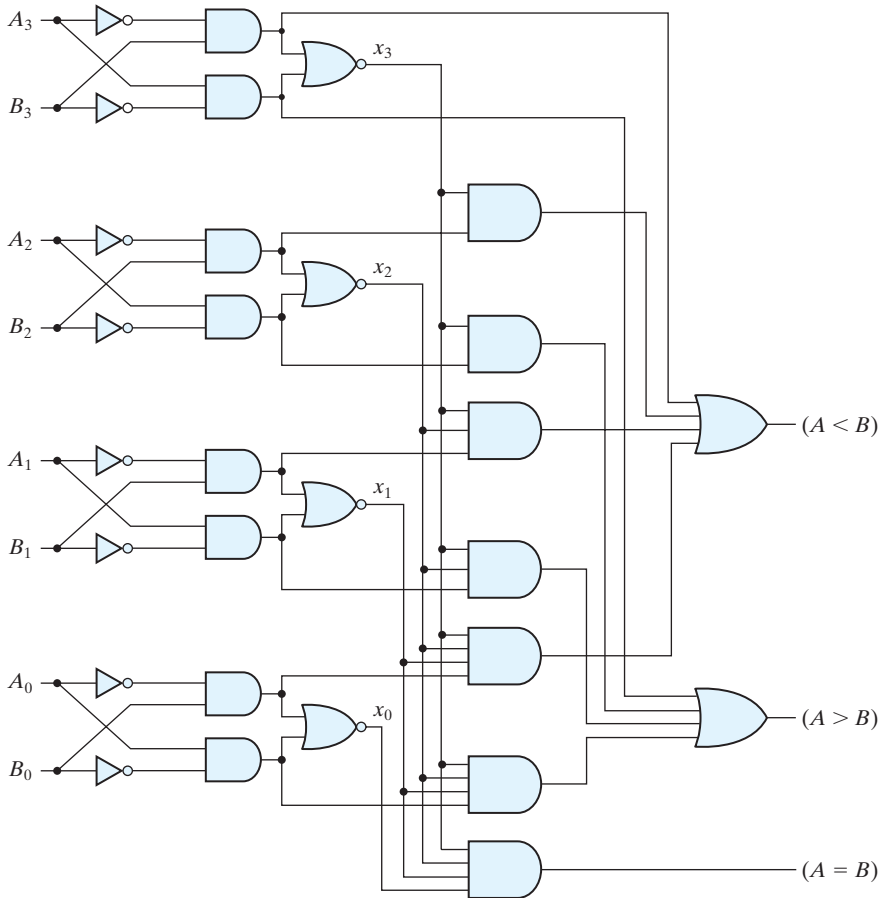 A₃
x₃
B₃
A₂
x₂
B₂
(A < B)
A₁
x₁
B₁
A₀
x₀
(A > B)
B₀
(A = B)